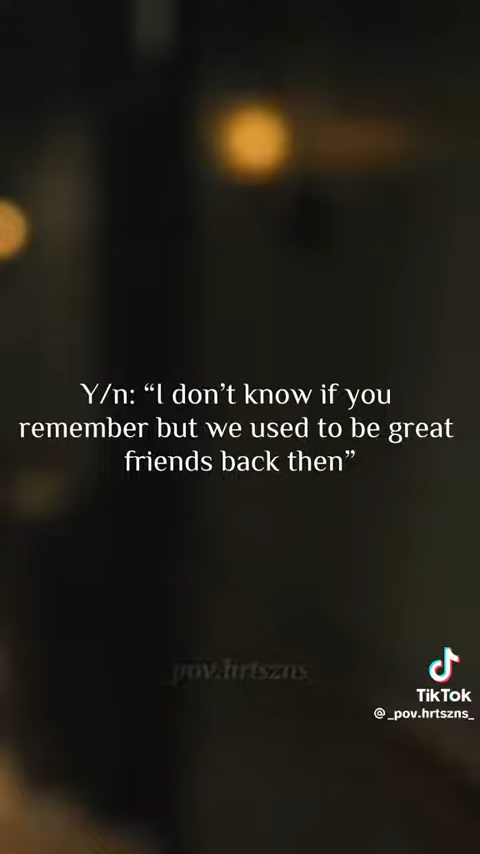 Y/n: “I don’t know if you
remember but we used to be great
friends back then”
_pov.hrtszns_
TikTok
@_pov.hrtszns_